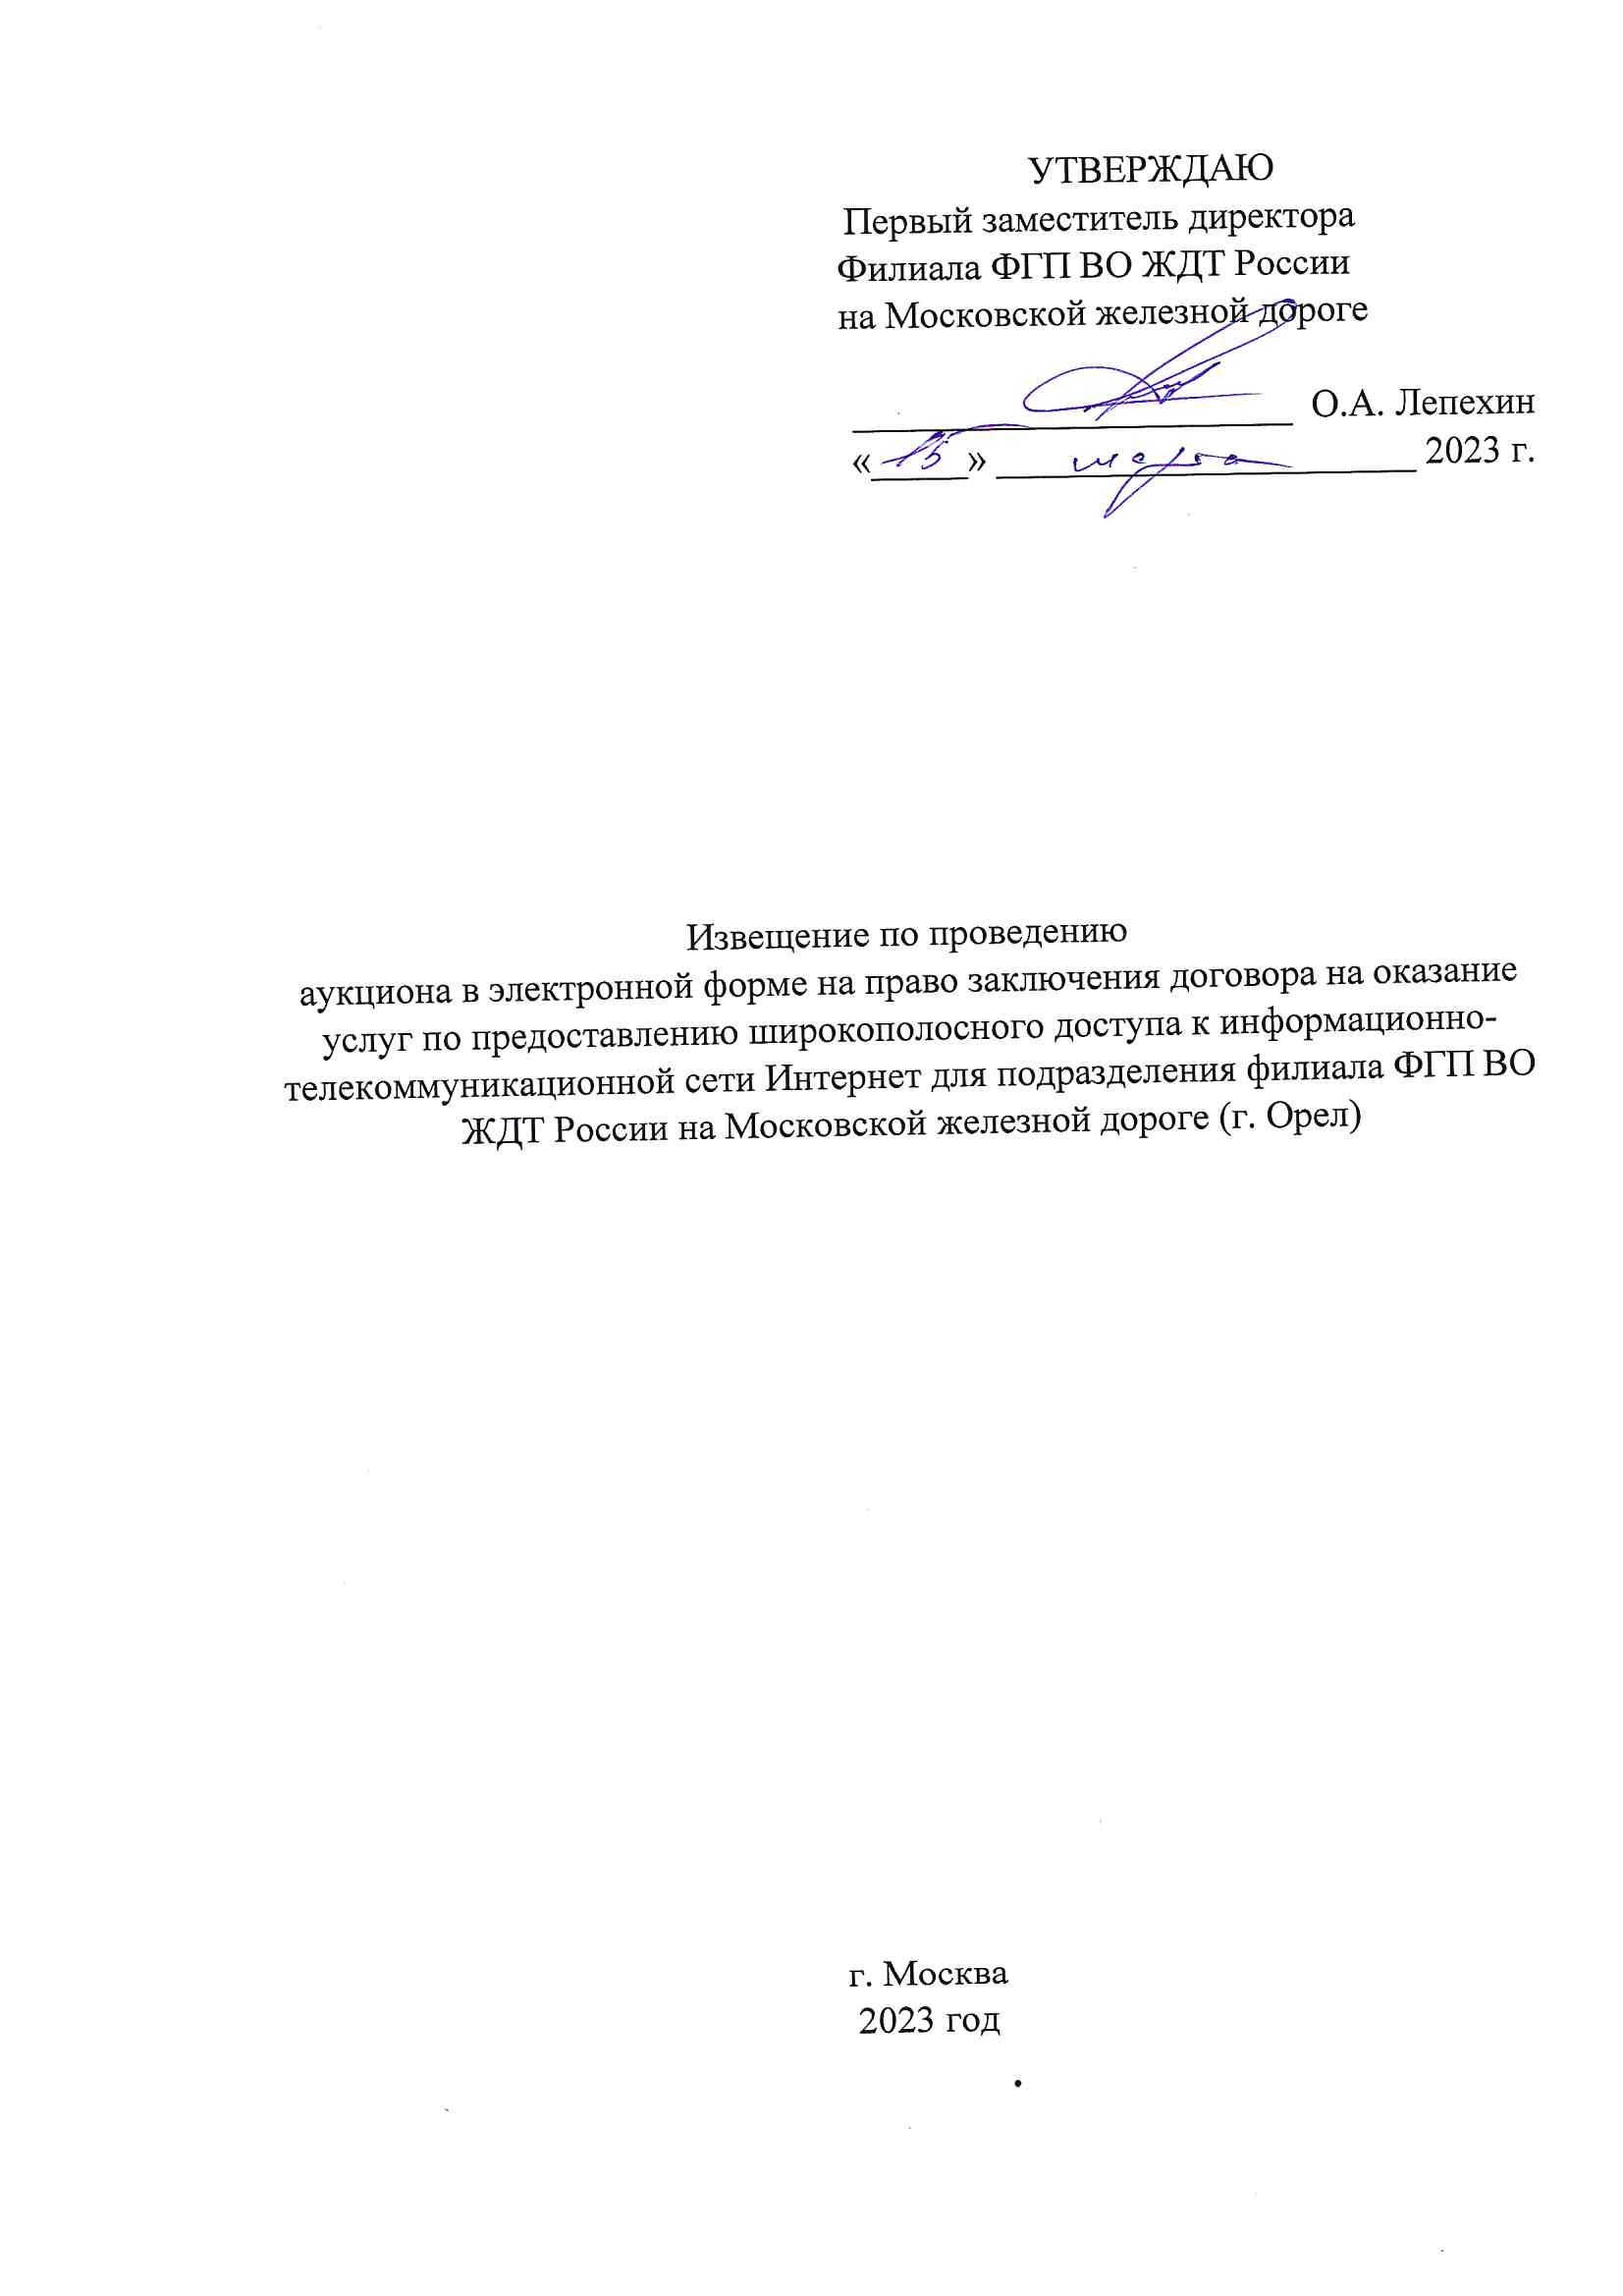 УТВЕРЖДАЮ
Первый заместитель директора
Филиала ФГП ВО ЖДТ России
на Московской железной дороге
О.А. Лепехин
«15» марта 2023 г.
Извещение по проведению
аукциона в электронной форме на право заключения договора на оказание
услуг по предоставлению широкополосного доступа к информационно-
телекоммуникационной сети Интернет для подразделения филиала ФГП ВО
ЖДТ России на Московской железной дороге (г. Орел)
г. Москва
2023 год